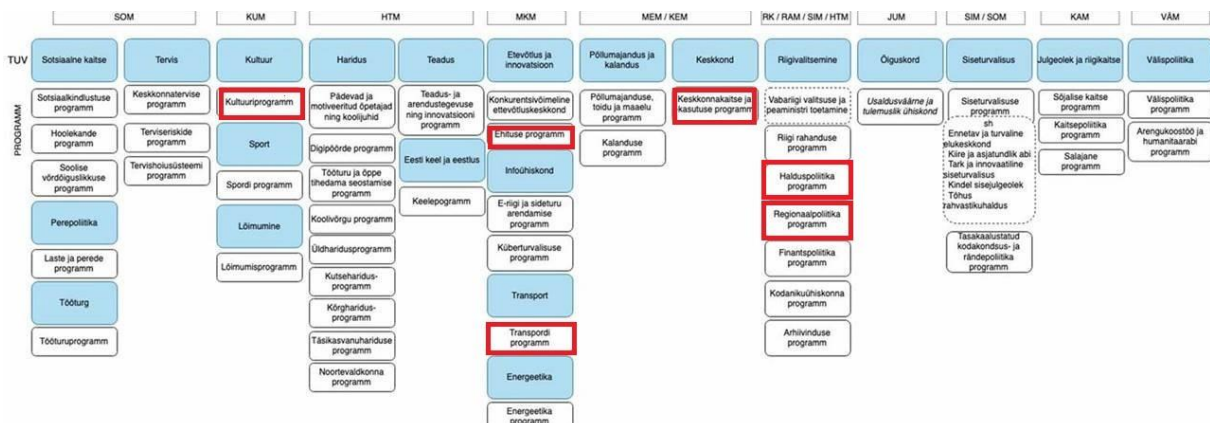 SOM
KUM
HTM
MKM
MEM / KEM
RK / RAM / SIM / HTM
JUM
SIM / SOM
KAM
VÄM
TUV
PROGRAMM
Sotsiaalne kaitse
Sotsiaalkindlustuse
programm
Hoolekande
programm
Soolise
võrdõiguslikkuse
programm
Perepoliitika
Laste ja perede
programm
Tööturg
Tööturuprogramm
Tervis
Keskkonnatervise
programm
Terviseriskide
programm
Tervishoiusüsteemi
programm
Kultuur
Kultuuriprogramm
Sport
Spordi programm
Lõimumine
Lõimumisprogramm
Haridus
Pädevad ja
motiveeritud õpetajad
ning koolijuhid
Digipöörde programm
Tööturu ja õppe
tihedama seostamise
programm
Koolivõrgu programm
Üldharidusprogramm
Kutseharidus-
programm
Kõrgharidus-
programm
Täsikasvanuhariduse
programm
Noortevaldkonna
programm
Teadus
Teadus- ja
arendustegevuse
ning innovatsiooni
programm
Eesti keel ja eestlus
Keelepogramm
Etevõtlus ja
innovatsioon
Konkurentsivõimeline
ettevõtluskeskkond
Ehituse programm
Infoühiskond
E-riigi ja sideturu
arendamise
programm
Küberturvalisuse
programm
Transport
Transpordi
programm
Energeetika
Energeetika
programm
Põllumajandus ja
kalandus
Põllumajanduse,
toidu ja maaelu
programm
Kalanduse
programm
Keskkond
Keskkonnakaitse ja
kasutuse programm
Riigivalitsemine
Vabariigi valitsuse ja
peaministri toetamine
Riigi rahanduse
programm
Halduspoliitika
programm
Regionaalpoliitika
programm
Finantspoliitika
programm
Kodanikuühiskonna
programm
Arhiivinduse
programm
Õiguskord
Usaldusväärne ja
tulemuslik ühiskond
Siseturvalisus
Siseturvalisuse
programm
sh
Ennetav ja turvaline
elukeskkond
Kiire ja asjatundlik abi
Tark ja innovaatiline
siseturvalisus
Kindel sisejulgeolek
Tõhus
rahvastikuhaldus
Tasakaalustatud
kodakondsus- ja
rändepoliitika
programm
Julgeolek ja riigikaitse
Sõjalise kaitse
programm
Kaitsepoliitika
programm
Salajane
programm
Välispoliitika
Välispoliitika
programm
Arengukoostöö ja
humanitaarabi
programm